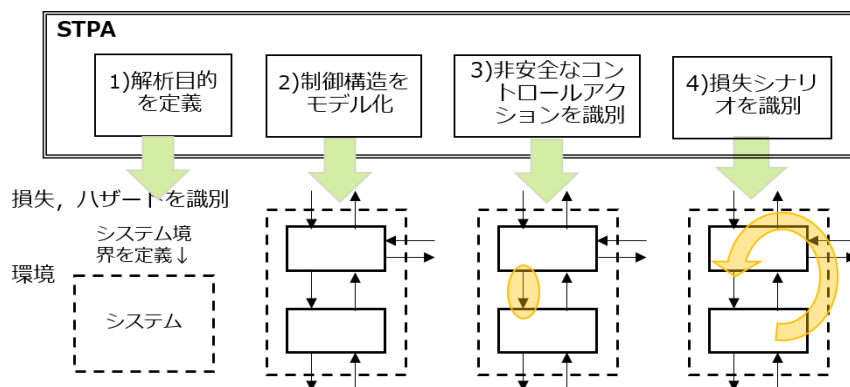 STPA
1)解析目的
を定義
2)制御構造を
モデル化
3)非安全なコン
トロールアク
ションを識別
4)損失シナリ
オを識別
損失，ハザードを識別
システム境
界を定義↓
環境
システム